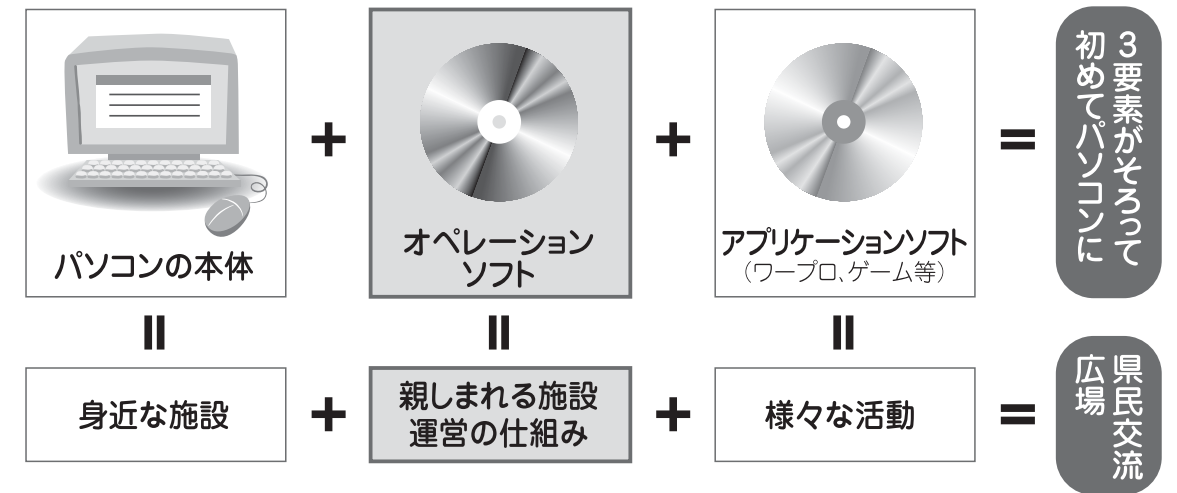 パソコンの本体
+
オペレーション
ソフト
+
アプリケーションソフト
(ワープロ、ゲーム等)
=
3要素がそろって
初めてパソコンに
=
=
=
身近な施設
+
親しまれる施設
運営の仕組み
+
様々な活動
=
県民交流
広場